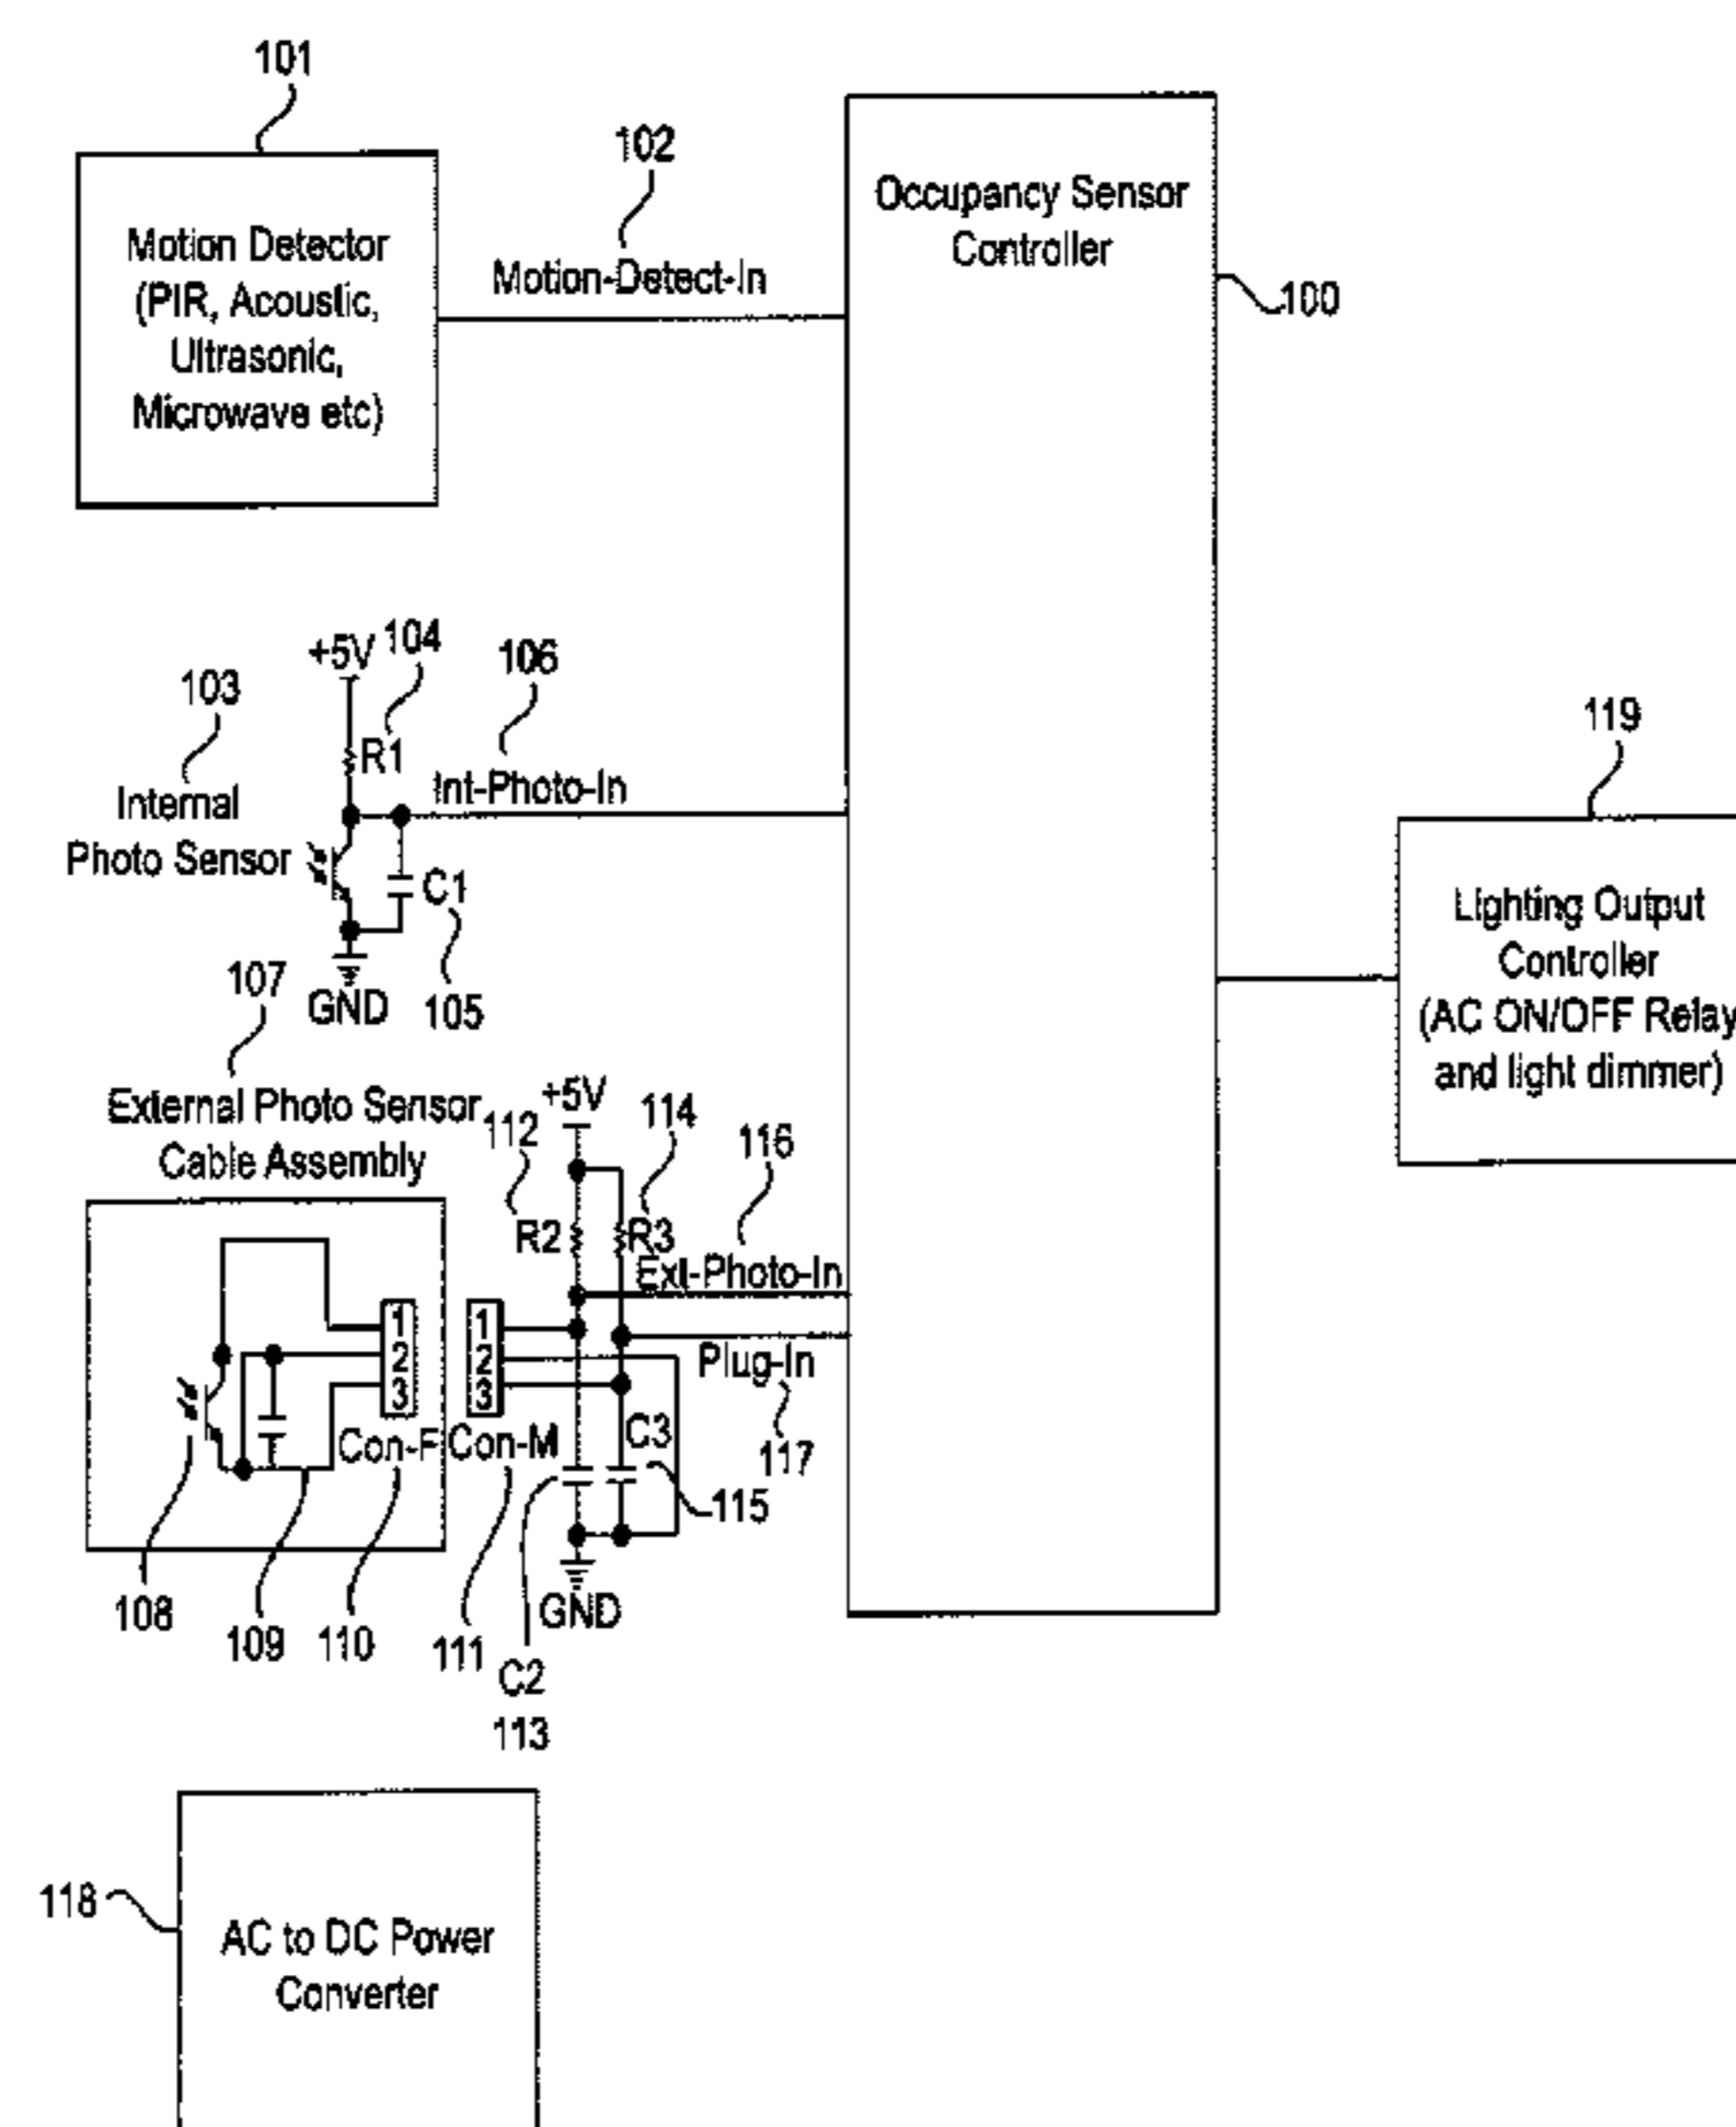 101
Motion Detector
(PIR, Acoustic,
Ultrasonic,
Microwave etc)
102
Motion-Detect-In
Occupancy Sensor
Controller
100
103
Internal
Photo Sensor
+5V
104
R1
106
Int-Photo-In
C1
105
GND
119
Lighting Output
Controller
(AC ON/OFF Relay
and light dimmer)
107
External Photo Sensor
Cable Assembly
1
2
3
Con-F
108
109
110
1
2
3
Con-M
111
+5V
112
R2
114
R3
116
Ext-Photo-In
Plug-In
117
C3
115
GND
C2
113
118
AC to DC Power
Converter